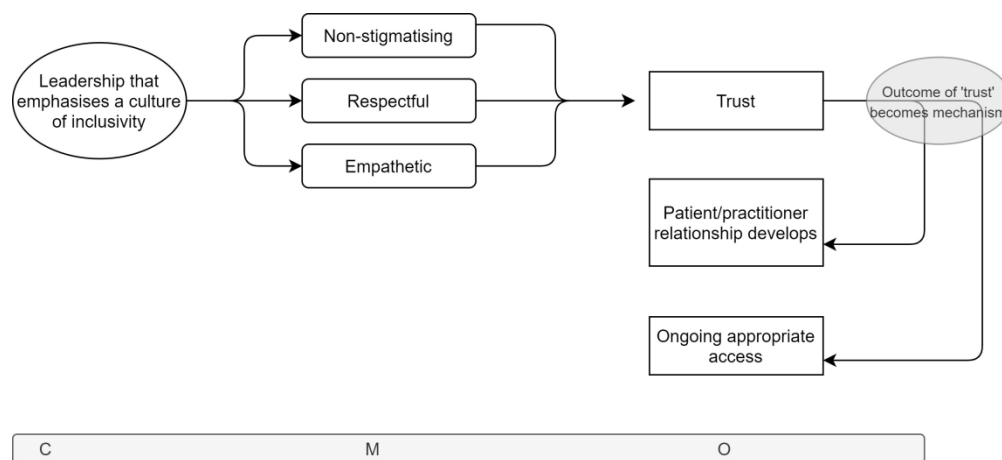 Leadership that
emphasises a culture
of inclusivity
Non-stigmatising
Respectful
Empathetic
Trust
Outcome of 'trust'
becomes mechanism
Patient/practitioner
relationship develops
Ongoing appropriate
access
C M O